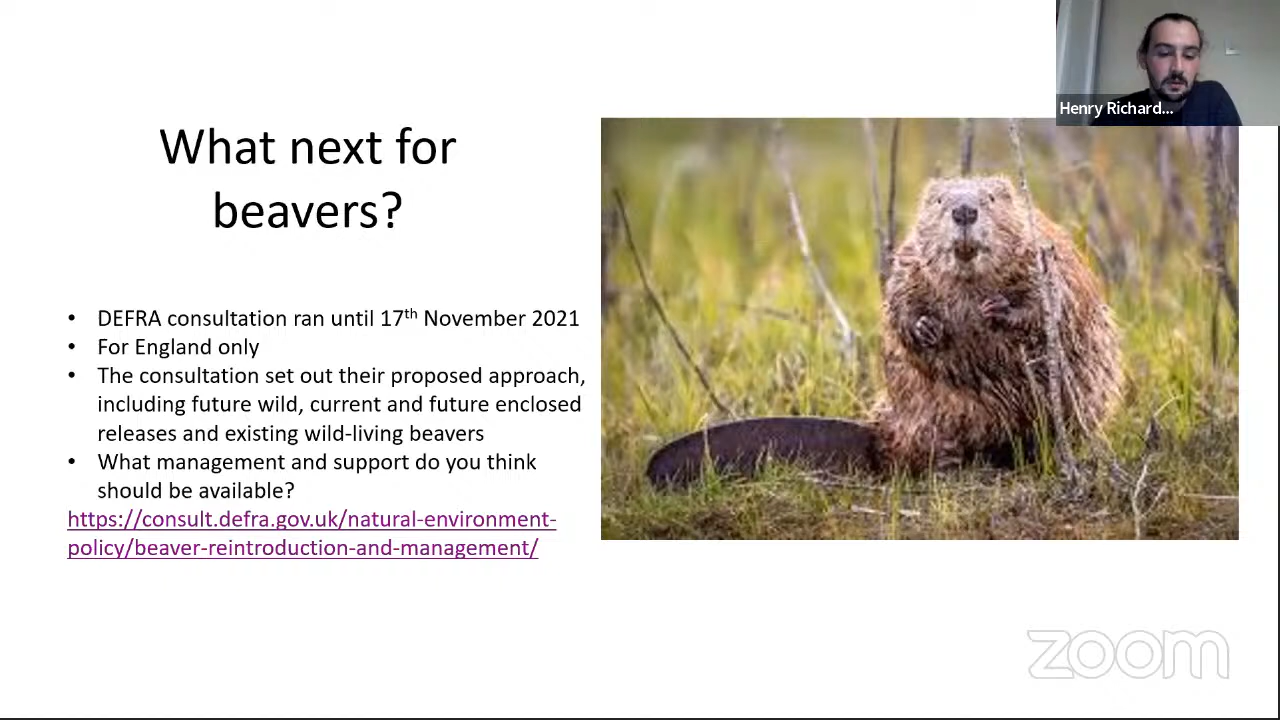 Henry Richard...
What next for
beavers?
• DEFRA consultation ran until 17th November 2021
• For England only
• The consultation set out their proposed approach,
including future wild, current and future enclosed
releases and existing wild-living beavers
• What management and support do you think
should be available?
https://consult.defra.gov.uk/natural-environment-
policy/beaver-reintroduction-and-management/
zoom